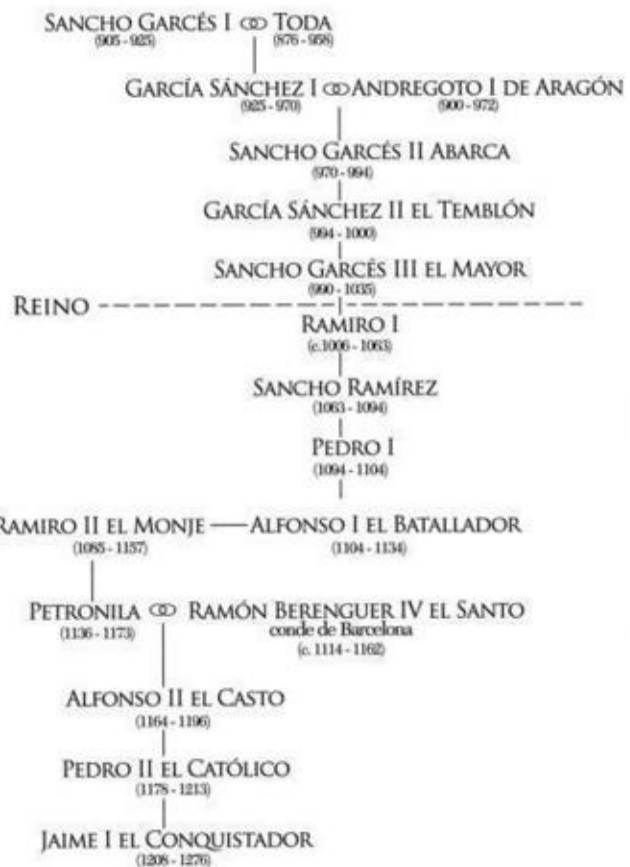 SANCHO GARCÉS I TODA
(905 - 925) (876 - 958)
GARCÍA SÁNCHEZ I ANDREGOTO I DE ARAGÓN
(925 - 970) (900 - 972)
SANCHO GARCÉS II ABARCA
(970 - 994)
GARCÍA SÁNCHEZ II EL TEMBLÓN
(994 - 1000)
SANCHO GARCÉS III EL MAYOR
(990 - 1035)
REINO
RAMIRO I
(c.1006 - 1063)
SANCHO RAMÍREZ
(1063 - 1094)
PEDRO I
(1094 - 1104)
RAMIRO II EL MONJE ALFONSO I EL BATALLADOR
(1085 - 1157) (1104 - 1134)
PETRONILA RAMÓN BERENGUER IV EL SANTO
(1136 - 1173) conde de Barcelona
(c. 1114 - 1162)
ALFONSO II EL CASTO
(1164 - 1196)
PEDRO II EL CATÓLICO
(1178 - 1213)
JAIME I EL CONQUISTADOR
(1208 - 1276)